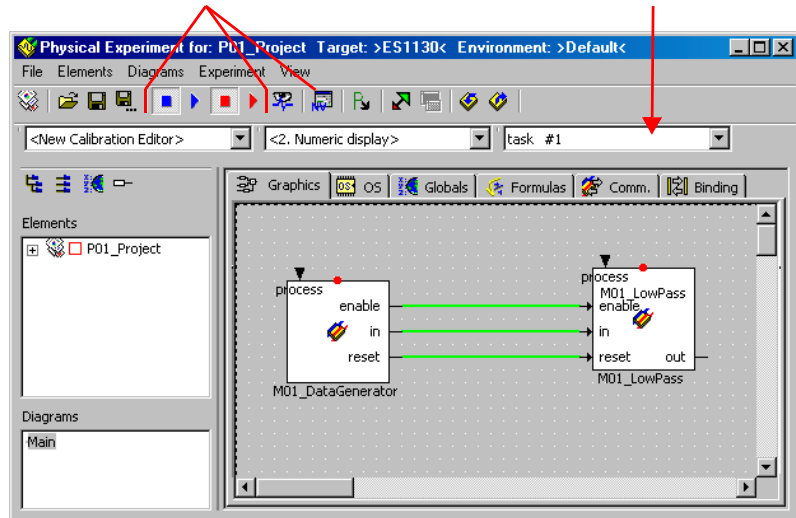 Physical Experiment for: P01_Project Target: >ES1130< Environment: >Default<
File Elements Diagrams Experiment View
<New Calibration Editor>
<2. Numeric display>
task #1
Graphics
OS
Globals
Formulas
Comm.
Binding
Elements
P01_Project
process
enable
in
reset
M01_DataGenerator
process
M01_LowPass
enable
in
reset out
M01_LowPass
Diagrams
Main